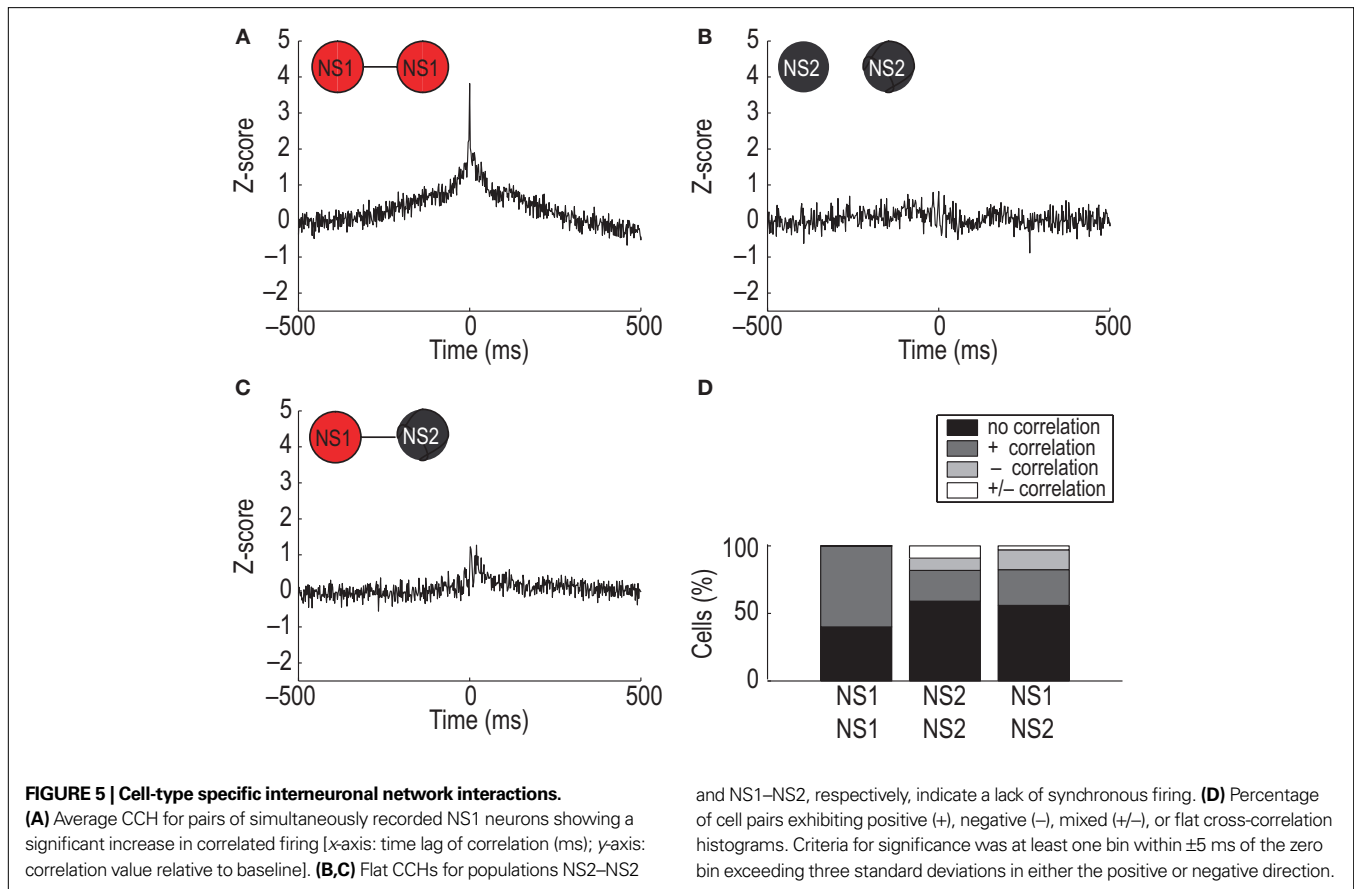 A
5
4
3
2
1
0
−1
−2
Z-score
NS1
NS1
−500
0
500
Time (ms)
B
5
4
3
2
1
0
−1
−2
Z-score
NS2
NS2
−500
0
500
Time (ms)
C
5
4
3
2
1
0
−1
−2
Z-score
NS1
NS2
−500
0
500
Time (ms)
D
no correlation
+ correlation
− correlation
+/− correlation
100
50
0
Cells (%)
NS1 NS2 NS1
NS1 NS2 NS2
FIGURE 5 | Cell-type specific interneuronal network interactions.
(A) Average CCH for pairs of simultaneously recorded NS1 neurons showing a
significant increase in correlated firing [x-axis: time lag of correlation (ms); y-axis:
correlation value relative to baseline]. (B,C) Flat CCHs for populations NS2–NS2
and NS1–NS2, respectively, indicate a lack of synchronous firing. (D) Percentage
of cell pairs exhibiting positive (+), negative (–), mixed (+/–), or flat cross-correlation
histograms. Criteria for significance was at least one bin within ±5 ms of the zero
bin exceeding three standard deviations in either the positive or negative direction.